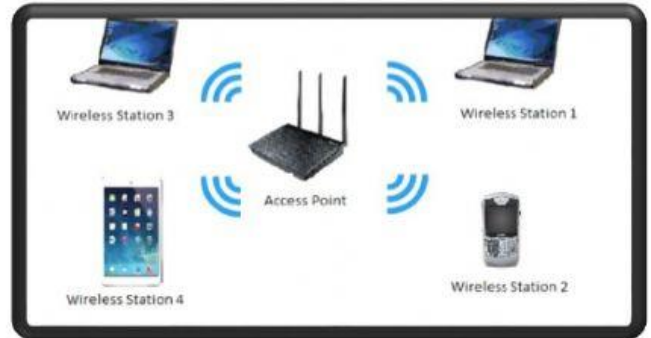 Wireless Station 3
Wireless Station 1
Access Point
Wireless Station 4
Wireless Station 2